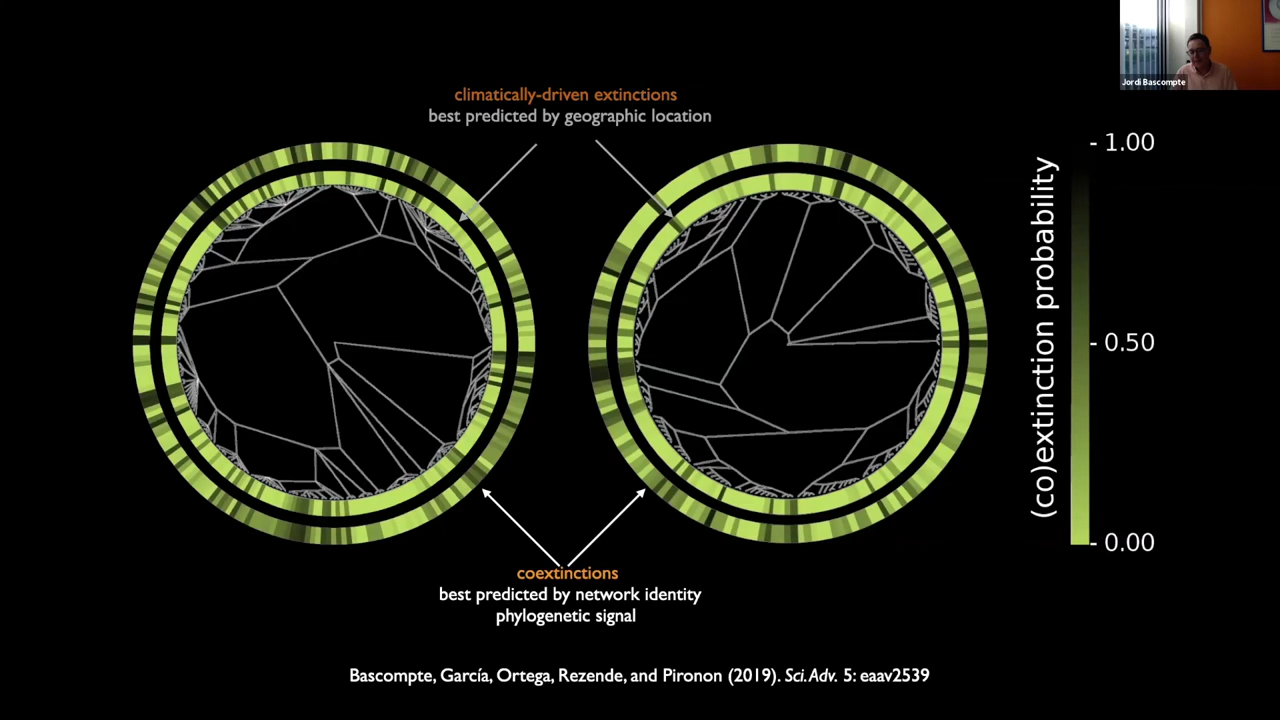 Jordi Bascompte
climatically-driven extinctions
best predicted by geographic location
1.00
0.50
0.00
(co)extinction probability
coextinctions
best predicted by network identity
phylogenetic signal
Bascompte, García, Ortega, Rezende, and Pironon (2019). Sci. Adv. 5: eaav2539